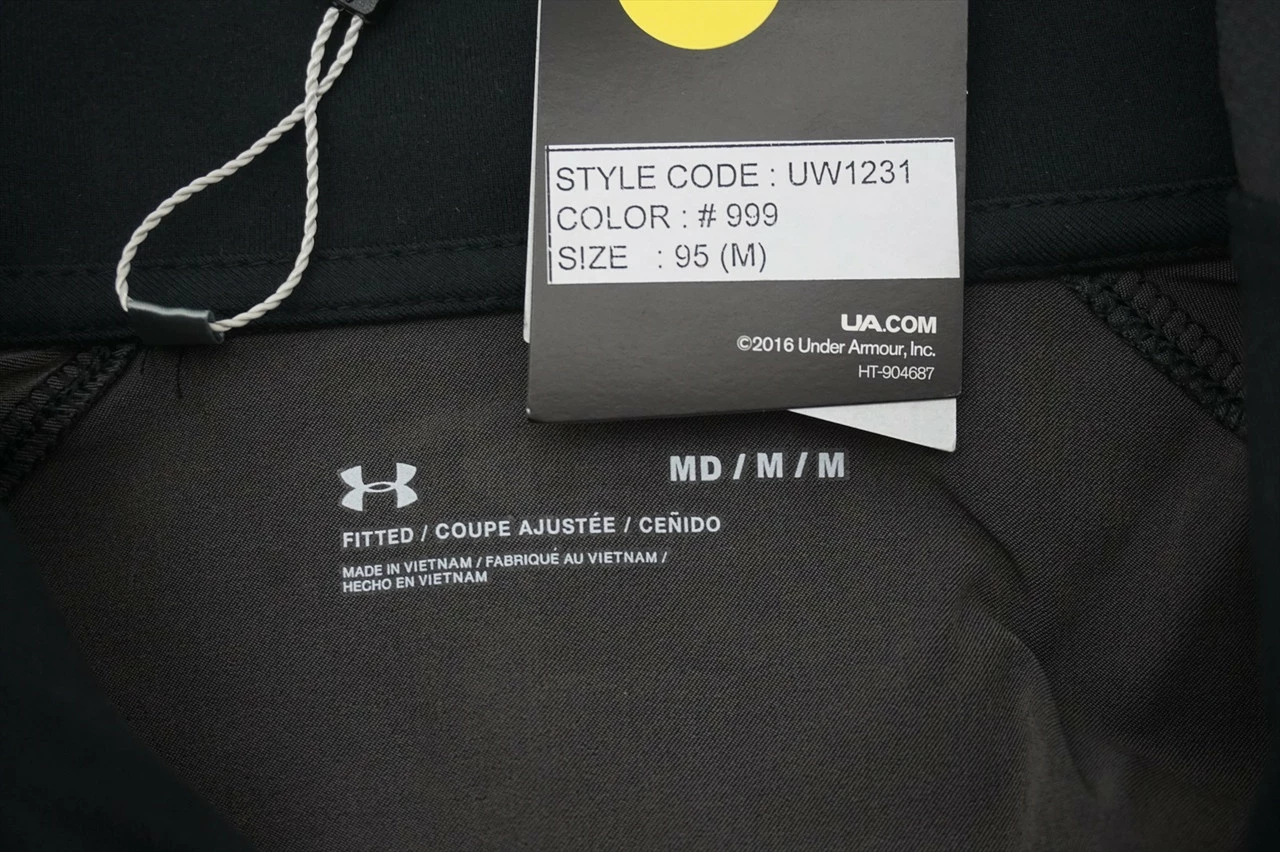 STYLE CODE : UW1231
COLOR : # 999
SIZE : 95 (M)
UA.COM
©2016 Under Armour, Inc.
HT-904687
MD / M / M
FITTED / COUPE AJUSTÉE / CEÑIDO
MADE IN VIETNAM / FABRIQUÉ AU VIETNAM /
HECHO EN VIETNAM